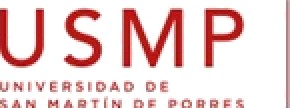 USMP
UNIVERSIDAD DE
SAN MARTÍN DE PORRES